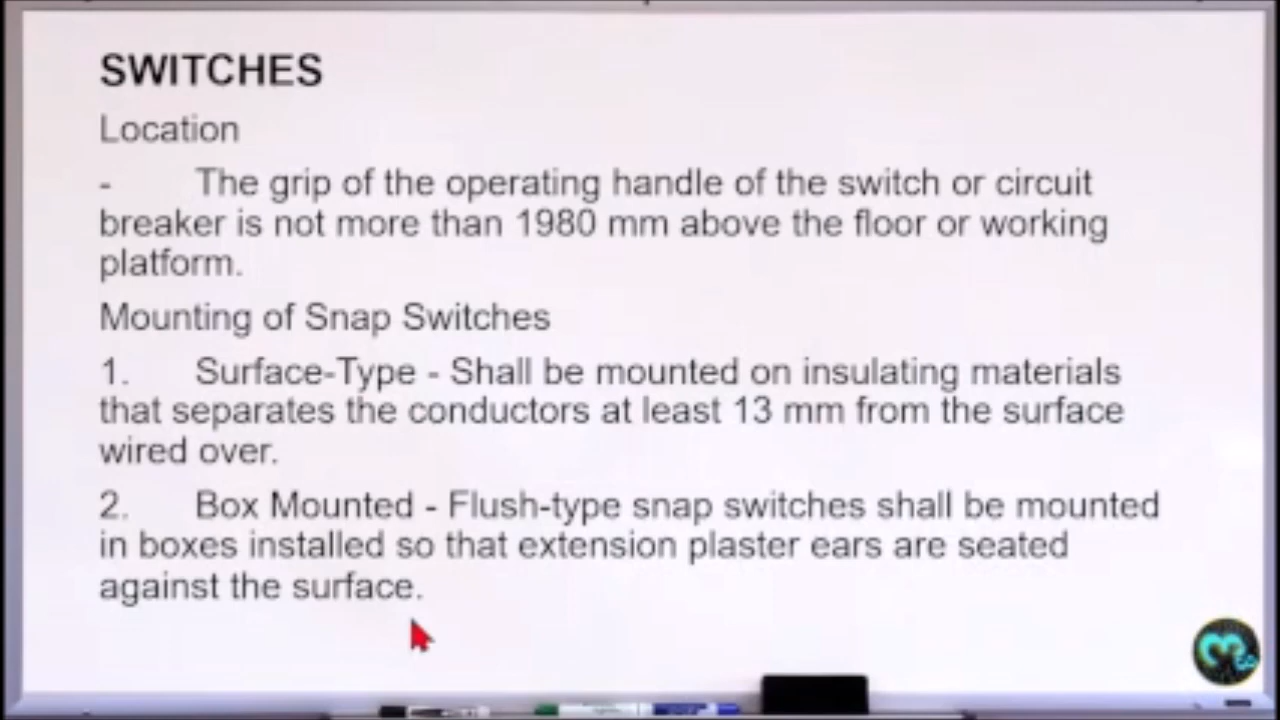 SWITCHES
Location
- The grip of the operating handle of the switch or circuit
breaker is not more than 1980 mm above the floor or working
platform.
Mounting of Snap Switches
1. Surface-Type - Shall be mounted on insulating materials
that separates the conductors at least 13 mm from the surface
wired over.
2. Box Mounted - Flush-type snap switches shall be mounted
in boxes installed so that extension plaster ears are seated
against the surface.